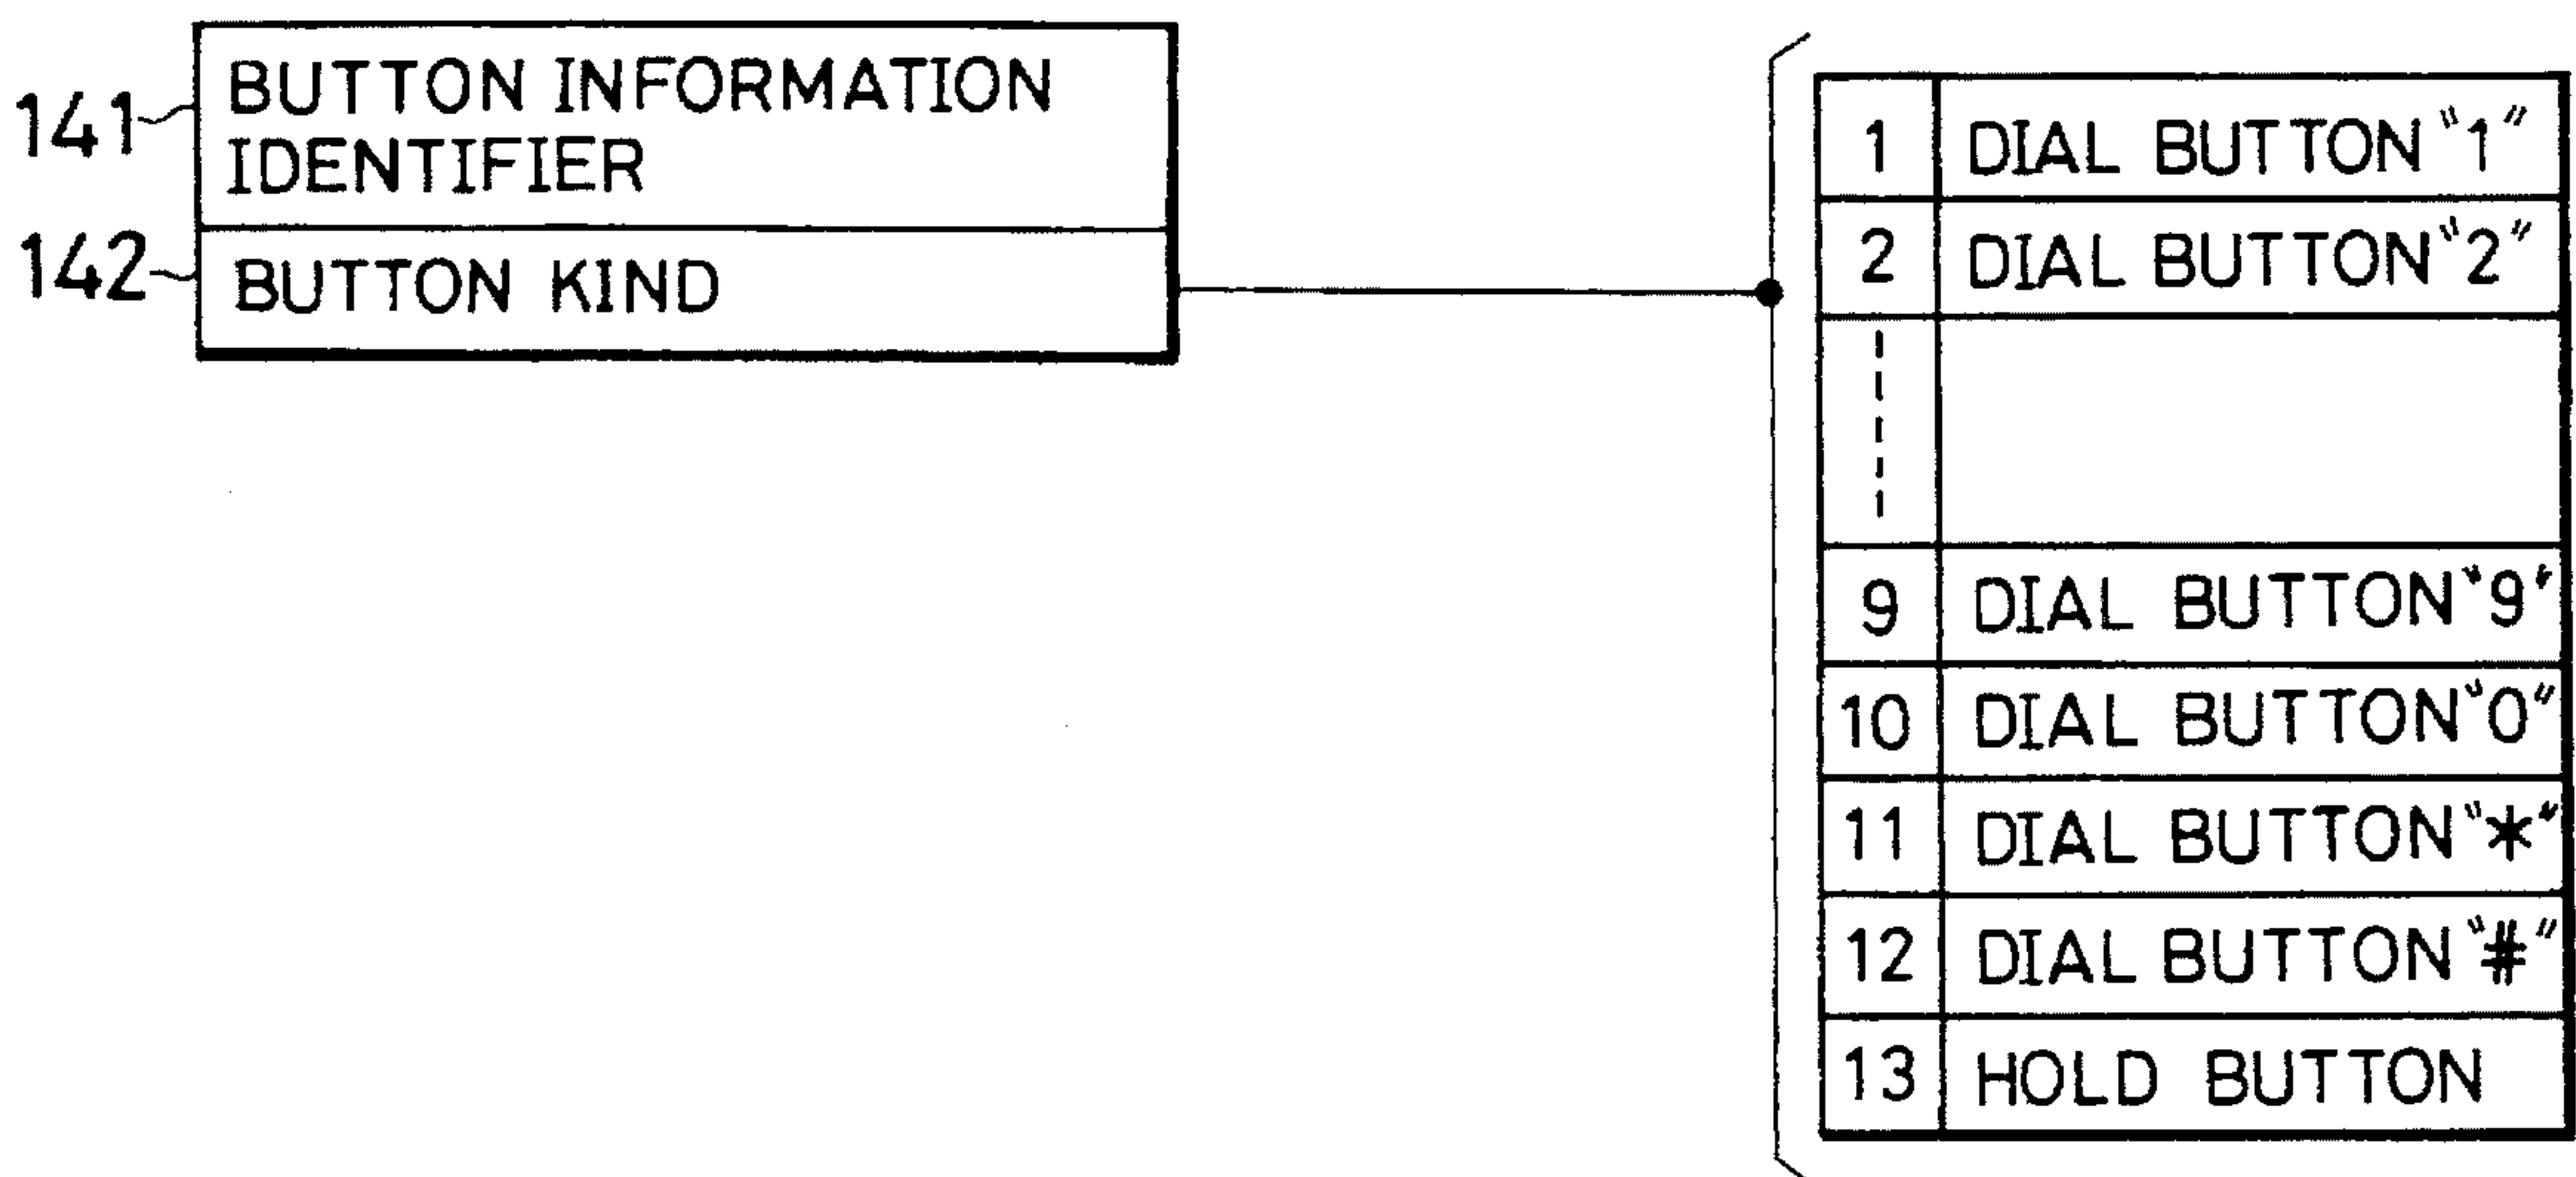 141 BUTTON INFORMATION
IDENTIFIER
142 BUTTON KIND
1 DIAL BUTTON "1"
2 DIAL BUTTON "2"
9 DIAL BUTTON "9"
10 DIAL BUTTON "0"
11 DIAL BUTTON "*"
12 DIAL BUTTON "#"
13 HOLD BUTTON